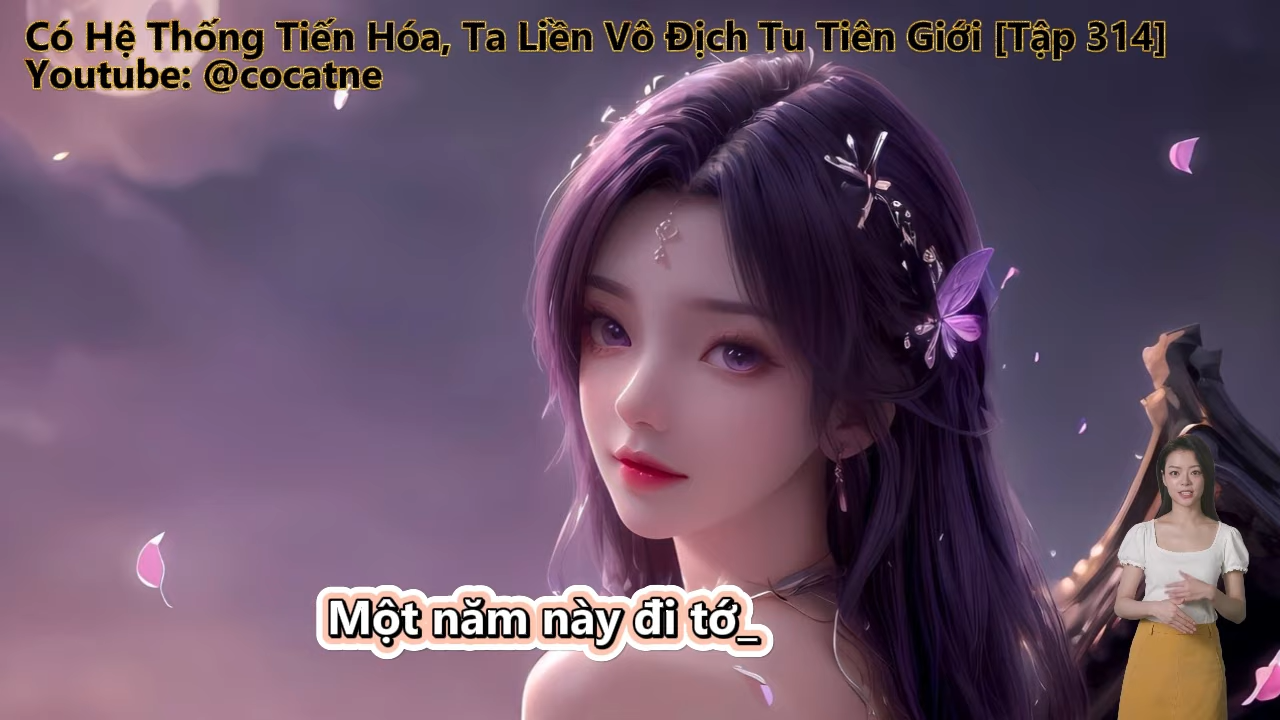 Có Hệ Thống Tiến Hóa, Ta Liền Vô Địch Tu Tiên Giới [Tập 314]
Youtube: @cocatne
Một năm này đi tớ_